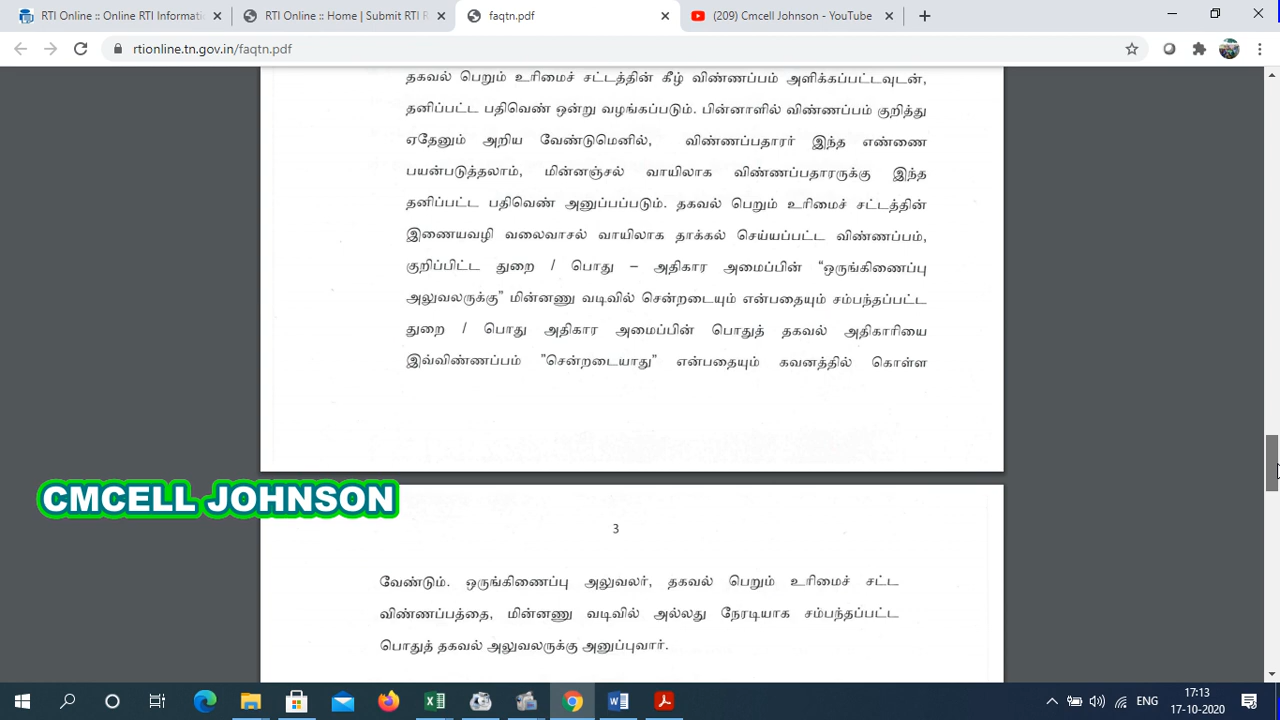 RTI Online :: Online RTI Informati
RTI Online :: Home | Submit RTI R
faqtn.pdf
(209) Cmcell Johnson - YouTube
rtionline.tn.gov.in/faqtn.pdf
தகவல் பெறும் உரிமைச் சட்டத்தின் கீழ் விண்ணப்பம் அளிக்கப்பட்டவுடன்,
தனிப்பட்ட பதிவெண் ஒன்று வழங்கப்படும். பின்னாளில் விண்ணப்பம் குறித்து
ஏதேனும் அறிய வேண்டுமெனில், விண்ணப்பதாரர் இந்த எண்ணை
பயன்படுத்தலாம், மின்னஞ்சல் வாயிலாக விண்ணப்பதாரருக்கு இந்த
தனிப்பட்ட பதிவெண் அனுப்பப்படும். தகவல் பெறும் உரிமைச் சட்டத்தின்
இணையவழி வலைவாசல் வாயிலாக தாக்கல் செய்யப்பட்ட விண்ணப்பம்,
குறிப்பிட்ட துறை / பொது – அதிகார அமைப்பின் “ஒருங்கிணைப்பு
அலுவலருக்கு” மின்னணு வடிவில் சென்றடையும் என்பதையும் சம்பந்தப்பட்ட
துறை / பொது அதிகார அமைப்பின் பொதுத் தகவல் அதிகாரியை
இவ்விண்ணப்பம் ”சென்றடையாது” என்பதையும் கவனத்தில் கொள்ள
CMCELL JOHNSON
3
வேண்டும். ஒருங்கிணைப்பு அலுவலர், தகவல் பெறும் உரிமைச் சட்ட
விண்ணப்பத்தை, மின்னணு வடிவில் அல்லது நேரடியாக சம்பந்தப்பட்ட
பொதுத் தகவல் அலுவலருக்கு அனுப்புவார்.
ENG
17:13
17-10-2020